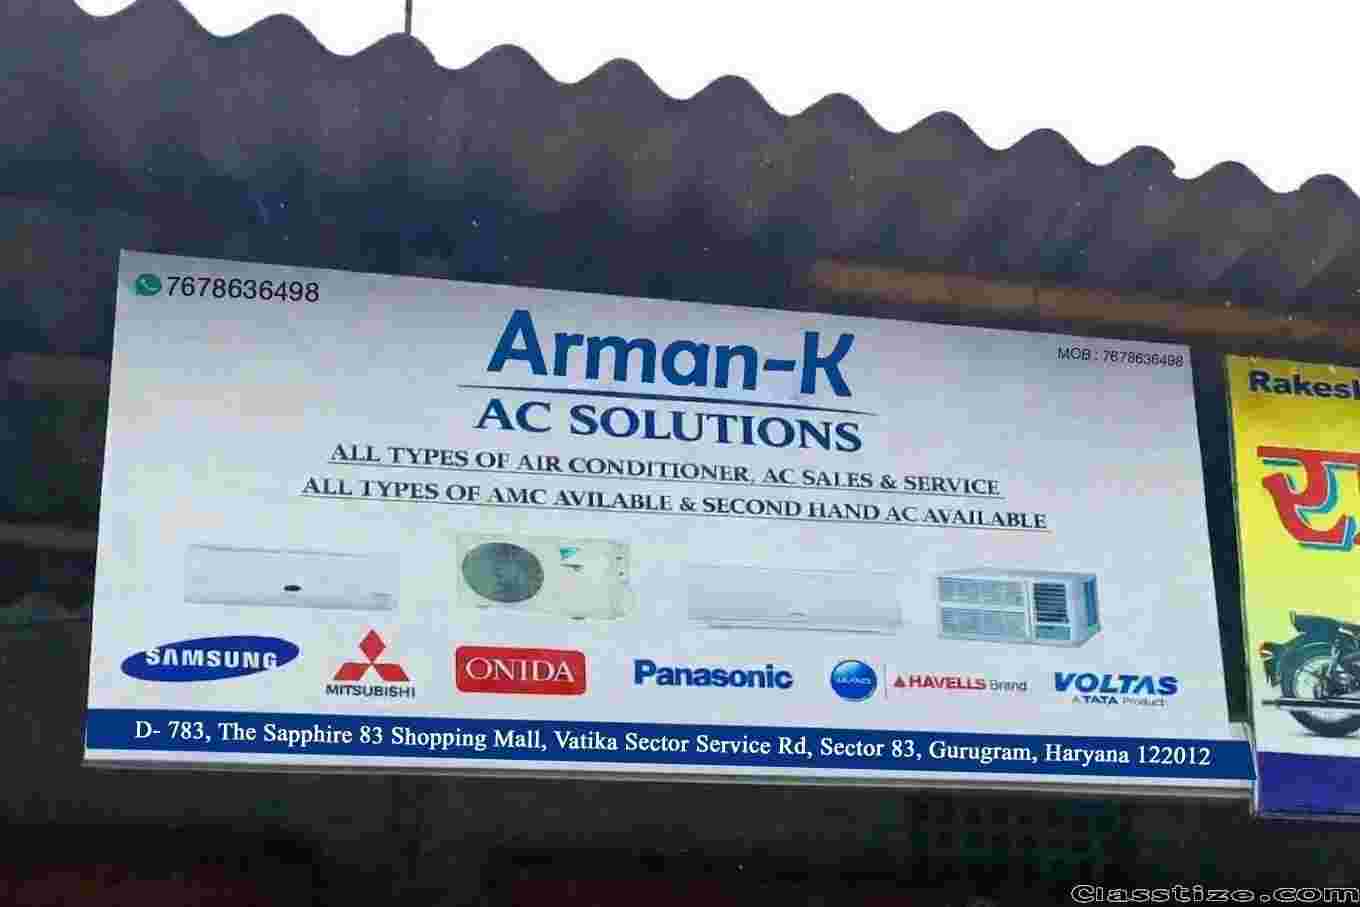 7678636498
Arman-K
MOB : 7678636498
AC SOLUTIONS
ALL TYPES OF AIR CONDITIONER, AC SALES & SERVICE
ALL TYPES OF AMC AVILABLE & SECOND HAND AC AVAILABLE
SAMSUNG
MITSUBISHI
ONIDA
Panasonic
HAVELLS Brand
VOLTAS
A TATA Product
D- 783, The Sapphire 83 Shopping Mall, Vatika Sector Service Rd, Sector 83, Gurugram, Haryana 122012
Rakesh
Classtize.com